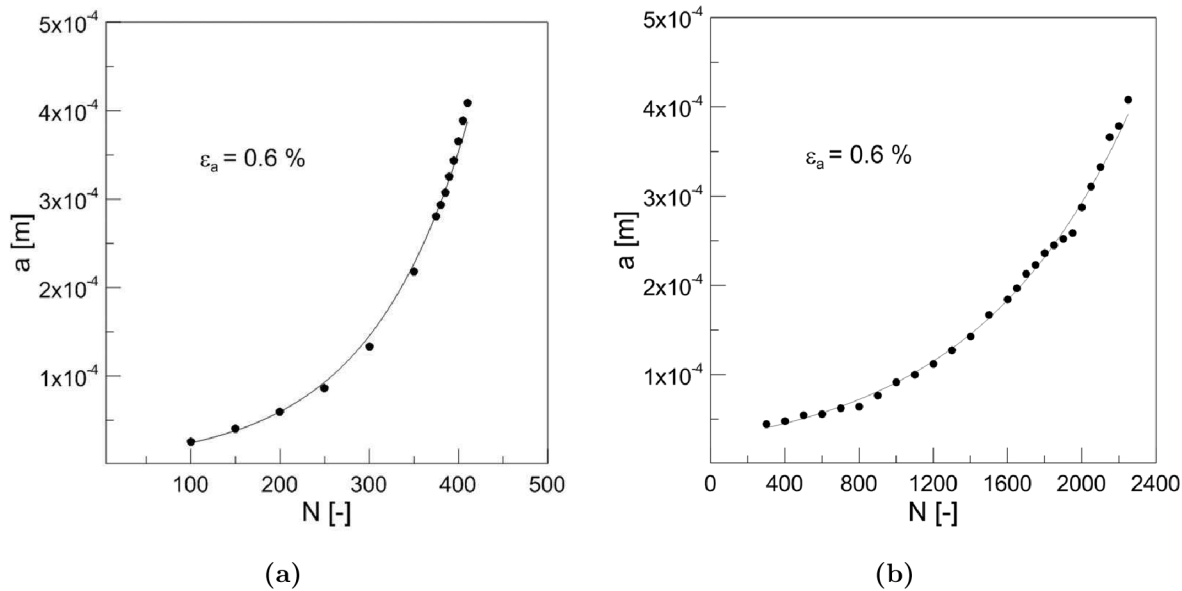 5x10⁻⁴
4x10⁻⁴
3x10⁻⁴
2x10⁻⁴
1x10⁻⁴
a [m]
εₐ = 0.6 %
100 200 300 400 500
N [-]
(a)
5x10⁻⁴
4x10⁻⁴
3x10⁻⁴
2x10⁻⁴
1x10⁻⁴
a [m]
εₐ = 0.6 %
0 400 800 1200 1600 2000 2400
N [-]
(b)